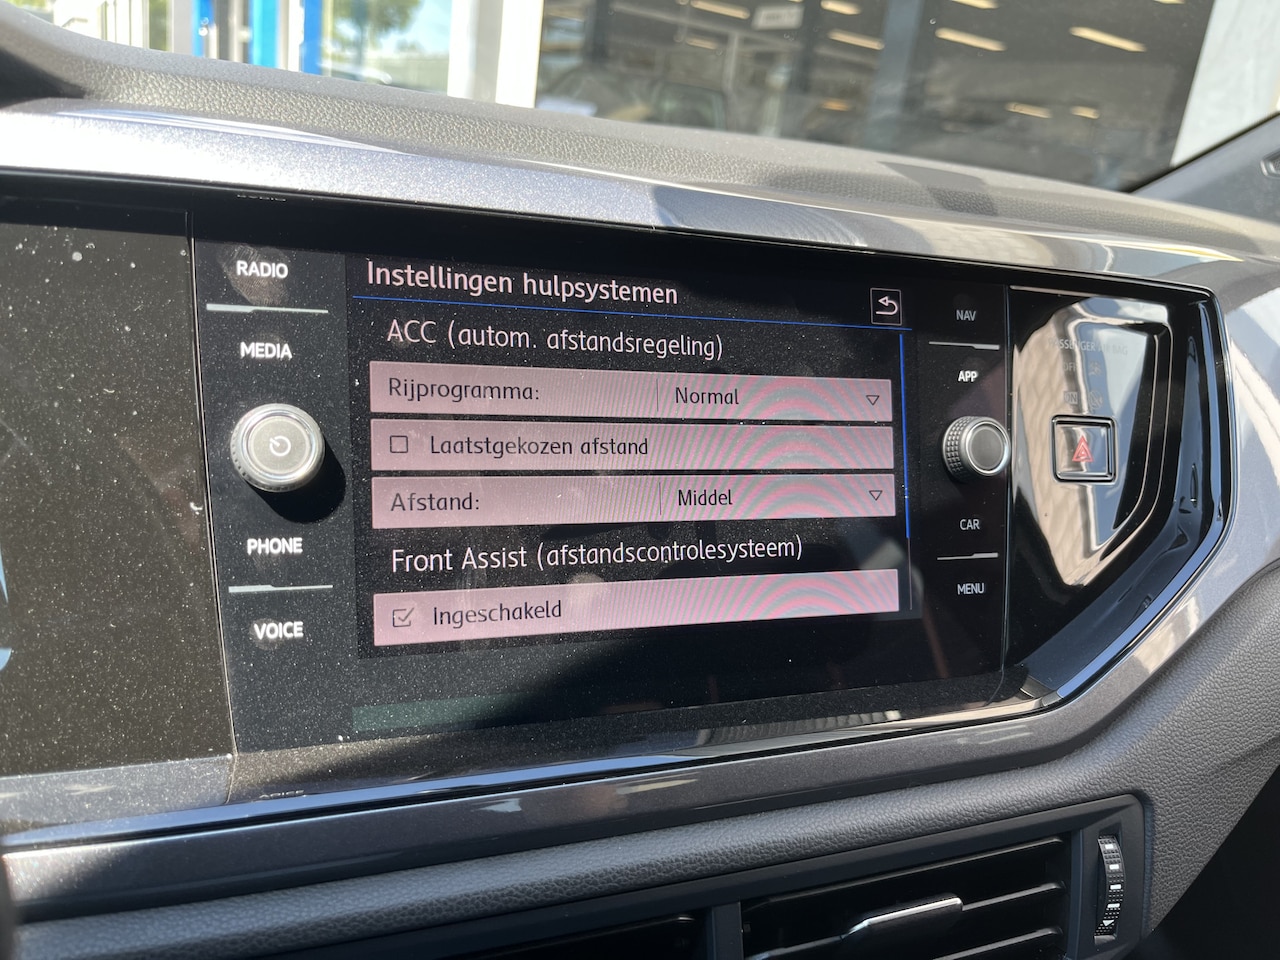 RADIO
MEDIA
PHONE
VOICE
Instellingen hulpsystemen
ACC (autom. afstandsregeling)
Rijprogramma: Normal
Laatstgekozen afstand
Afstand: Middel
Front Assist (afstandscontrolesysteem)
Ingeschakeld
NAV
APP
CAR
MENU